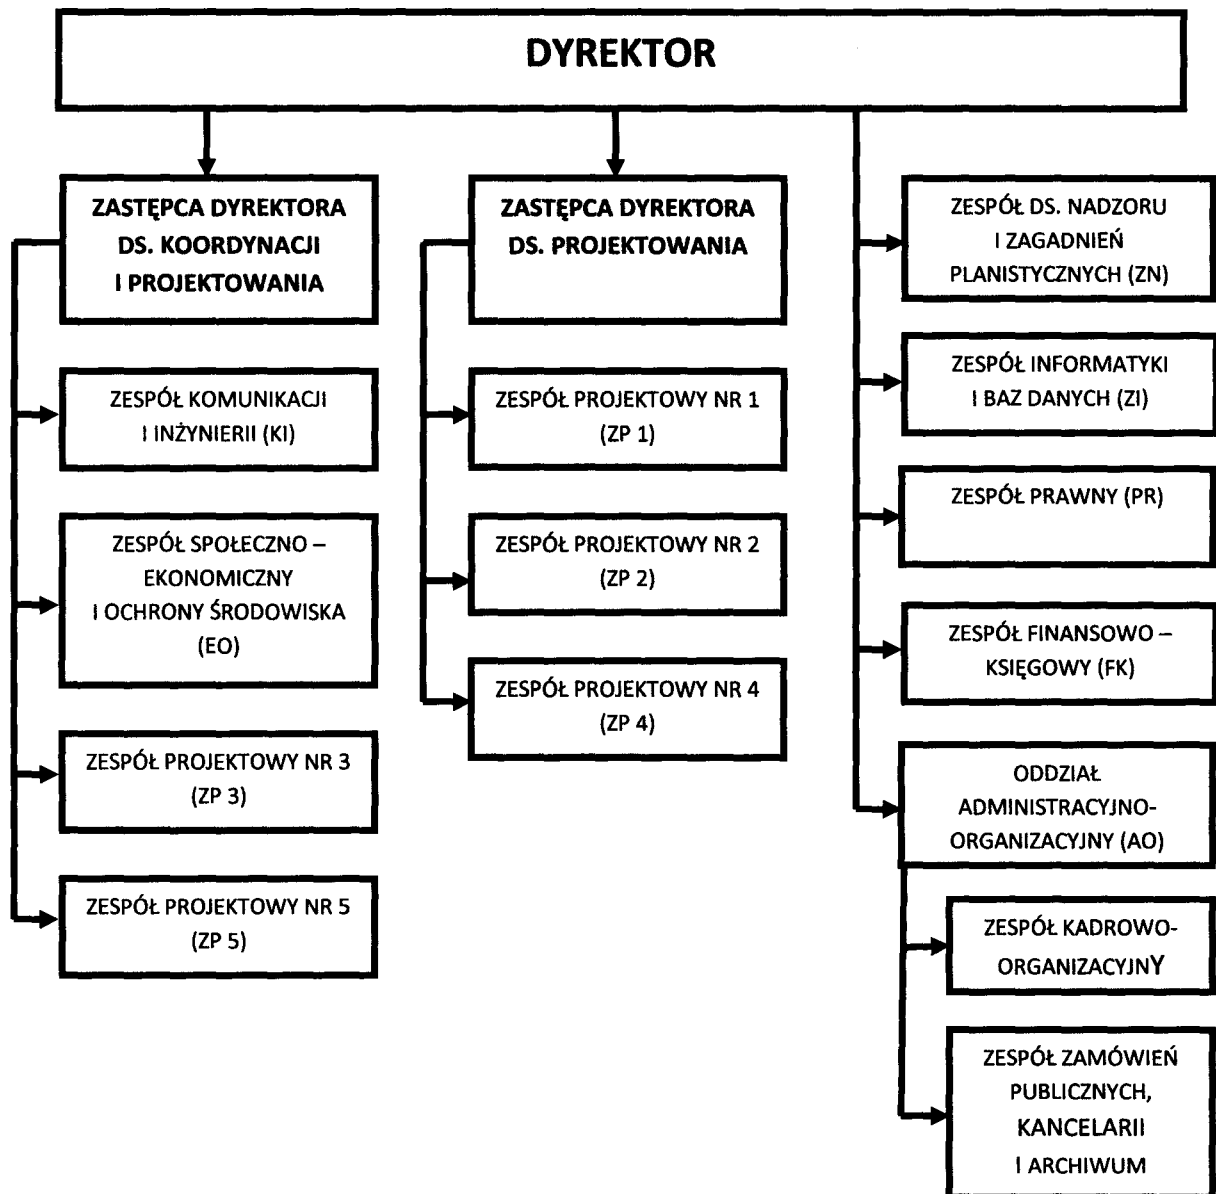 DYREKTOR
ZASTĘPCA DYREKTORA
DS. KOORDYNACJI
I PROJEKTOWANIA
ZESPÓŁ KOMUNIKACJI
I INŻYNIERII (KI)
ZESPÓŁ SPOŁECZNO –
EKONOMICZNY
I OCHRONY ŚRODOWISKA
(EO)
ZESPÓŁ PROJEKTOWY NR 3
(ZP 3)
ZESPÓŁ PROJEKTOWY NR 5
(ZP 5)
ZASTĘPCA DYREKTORA
DS. PROJEKTOWANIA
ZESPÓŁ PROJEKTOWY NR 1
(ZP 1)
ZESPÓŁ PROJEKTOWY NR 2
(ZP 2)
ZESPÓŁ PROJEKTOWY NR 4
(ZP 4)
ZESPÓŁ DS. NADZORU
I ZAGADNIEŃ
PLANISTYCZNYCH (ZN)
ZESPÓŁ INFORMATYKI
I BAZ DANYCH (ZI)
ZESPÓŁ PRAWNY (PR)
ZESPÓŁ FINANSOWO –
KSIĘGOWY (FK)
ODDZIAŁ
ADMINISTRACYJNO-
ORGANIZACYJNY (AO)
ZESPÓŁ KADROWO-
ORGANIZACYJNY
ZESPÓŁ ZAMÓWIEŃ
PUBLICZNYCH,
KANCELARII
I ARCHIWUM